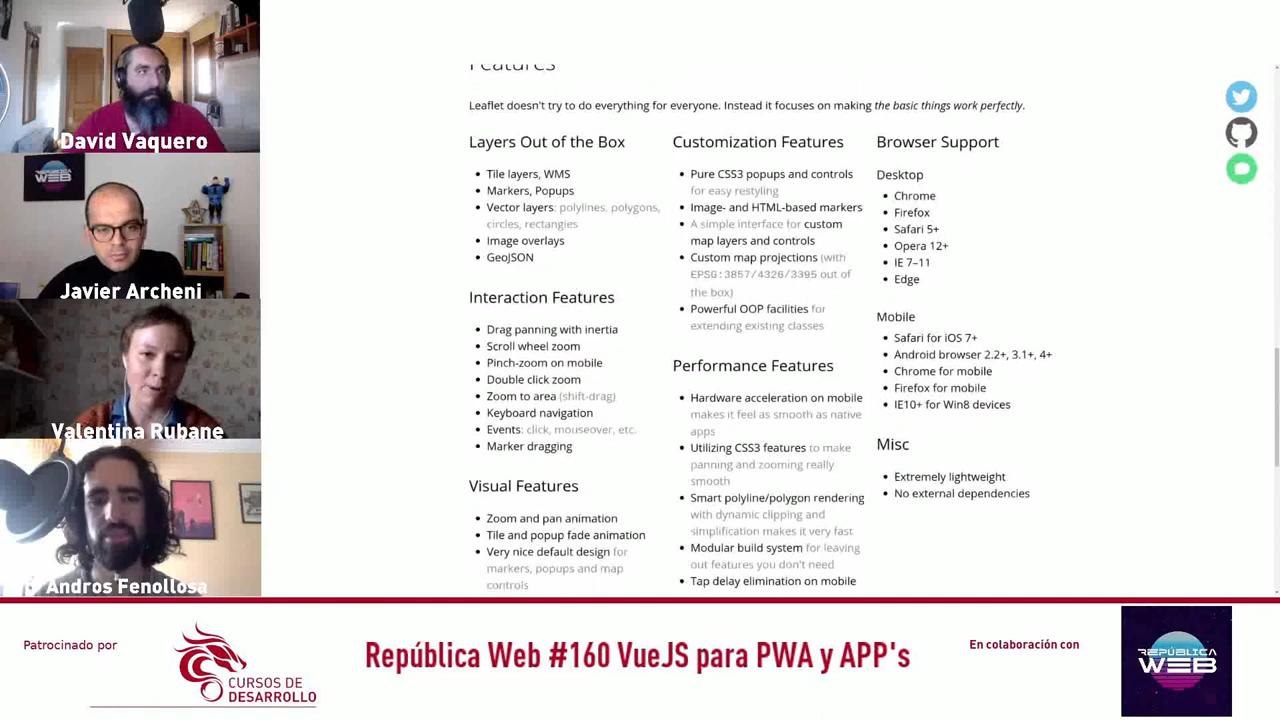 David Vaquero
REPÚBLICA
WEB
Javier Archeni
Valentina Rubane
Andros Fenollosa
Features
Leaflet doesn't try to do everything for everyone. Instead it focuses on making the basic things work perfectly.
Layers Out of the Box
• Tile layers, WMS
• Markers, Popups
• Vector layers: polylines, polygons,
circles, rectangles
• Image overlays
• GeoJSON
Interaction Features
• Drag panning with inertia
• Scroll wheel zoom
• Pinch-zoom on mobile
• Double click zoom
• Zoom to area (shift-drag)
• Keyboard navigation
• Events: click, mouseover, etc.
• Marker dragging
Visual Features
• Zoom and pan animation
• Tile and popup fade animation
• Very nice default design for
markers, popups and map
controls
Customization Features
• Pure CSS3 popups and controls
for easy restyling
• Image- and HTML-based markers
• A simple interface for custom
map layers and controls
• Custom map projections (with
EPSG:3857/4326/3395 out of
the box)
• Powerful OOP facilities for
extending existing classes
Performance Features
• Hardware acceleration on mobile
makes it feel as smooth as native
apps
• Utilizing CSS3 features to make
panning and zooming really
smooth
• Smart polyline/polygon rendering
with dynamic clipping and
simplification makes it very fast
• Modular build system for leaving
out features you don't need
• Tap delay elimination on mobile
Browser Support
Desktop
• Chrome
• Firefox
• Safari 5+
• Opera 12+
• IE 7–11
• Edge
Mobile
• Safari for iOS 7+
• Android browser 2.2+, 3.1+, 4+
• Chrome for mobile
• Firefox for mobile
• IE10+ for Win8 devices
Misc
• Extremely lightweight
• No external dependencies
Patrocinado por
CURSOS DE
DESARROLLO
República Web #160 VueJS para PWA y APP's
En colaboración con
REPÚBLICA
WEB